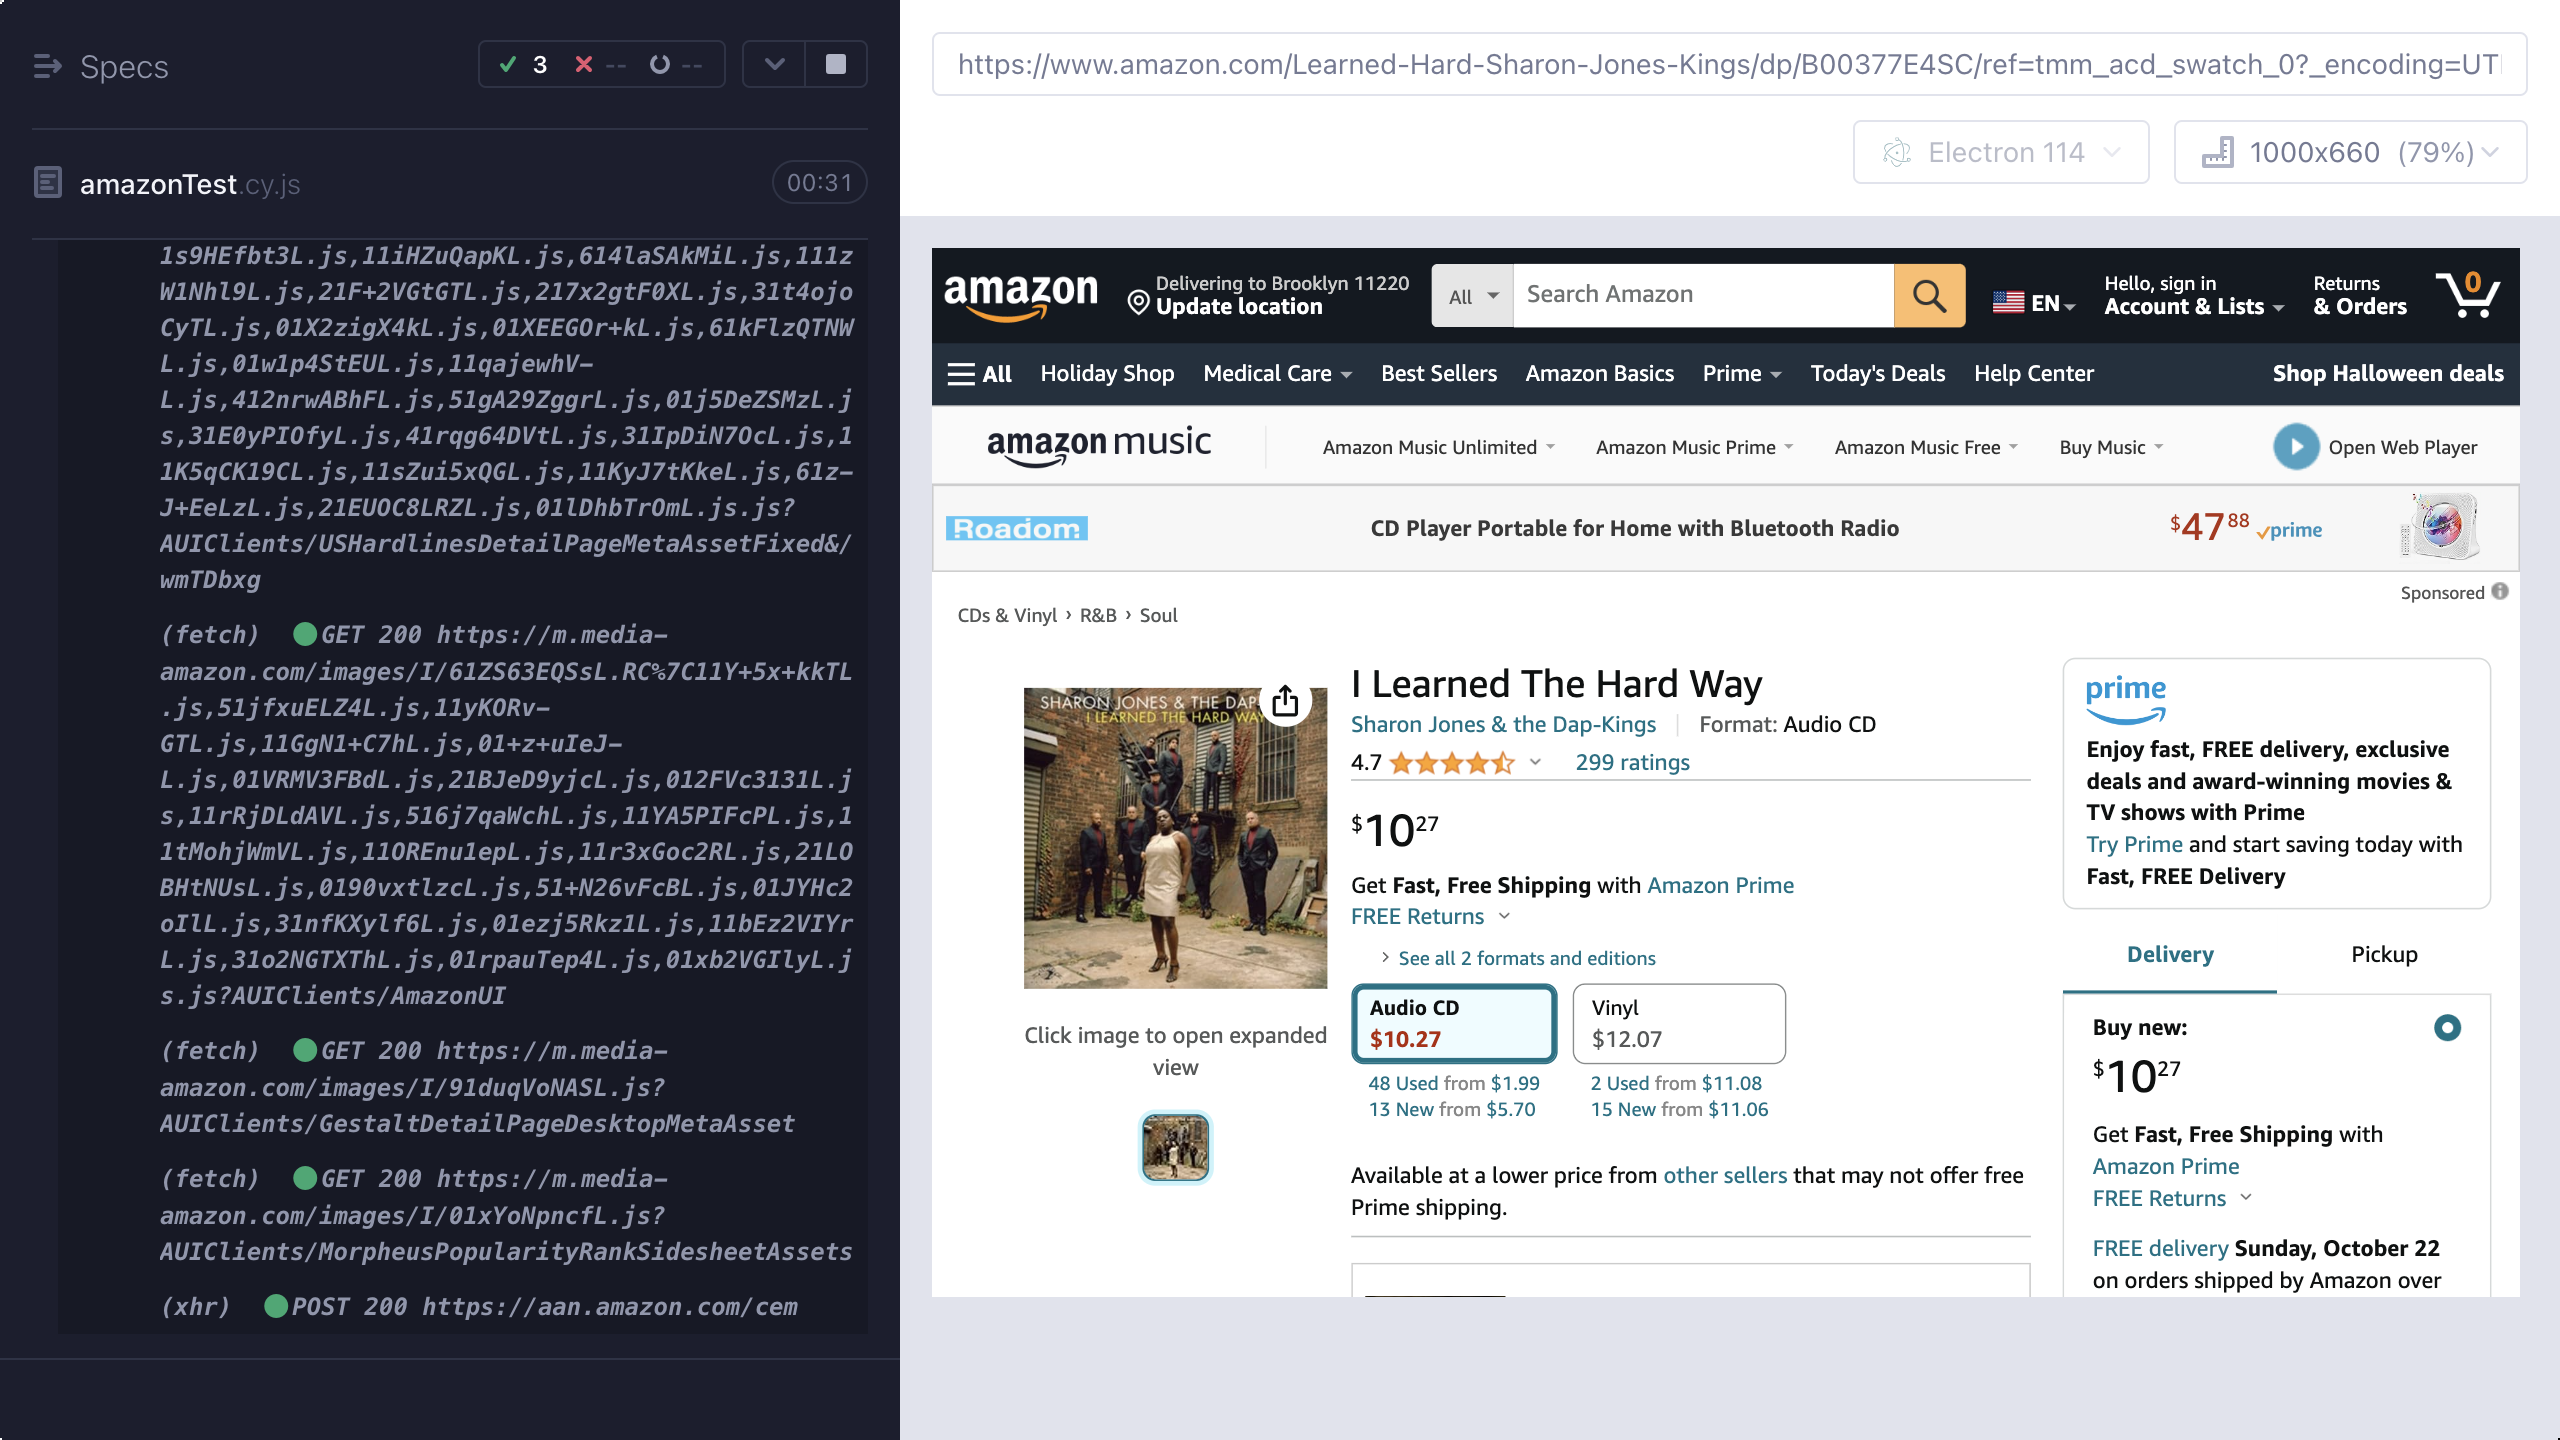 Specs
3 -- --
amazonTest.cy.js
00:31
1s9HEfbt3L.js,11iHZuQapKL.js,614laSAkMiL.js,111z
W1Nhl9L.js,21F+2VGtGTL.js,217x2gtF0XL.js,31t4ojo
CyTL.js,01X2zigX4kL.js,01XEEGOr+kL.js,61kFlzQTNW
L.js,01w1p4StEUL.js,11qajewhV-
L.js,412nrwABhFL.js,51gA29ZggrL.js,01j5DeZSMzL.j
s,31E0yPIOfyL.js,41rqg64DVtL.js,31IpDiN7OcL.js,1
1K5qCK19CL.js,11sZui5xQGL.js,11KyJ7tKkeL.js,61z-
J+EeLzL.js,21EUOC8LRZL.js,01lDhbTrOmL.js.js?
AUIClients/USHardlinesDetailPageMetaAssetFixed&/
wmTDbxg
(fetch) GET 200 https://m.media-
amazon.com/images/I/61ZS63EQSsL.RC%7C11Y+5x+kkTL
.js,51jfxuELZ4L.js,11yKORv-
GTL.js,11GgN1+C7hL.js,01+z+uIeJ-
L.js,01VRMV3FBdL.js,21BJeD9yjcL.js,012FVc3131L.j
s,11rRjDLdAVL.js,516j7qaWchL.js,11YA5PIFcPL.js,1
1tMohjWmVL.js,11OREnu1epL.js,11r3xGoc2RL.js,21LO
BHtNUsL.js,0190vxtlzcL.js,51+N26vFcBL.js,01JYHc2
oIlL.js,31nfKXylf6L.js,01ezj5Rkz1L.js,11bEz2VIYr
L.js,31o2NGTXThL.js,01rpauTep4L.js,01xb2VGIlyL.j
s.js?AUIClients/AmazonUI
(fetch) GET 200 https://m.media-
amazon.com/images/I/91duqVoNASL.js?
AUIClients/GestaltDetailPageDesktopMetaAsset
(fetch) GET 200 https://m.media-
amazon.com/images/I/01xYoNpncfL.js?
AUIClients/MorpheusPopularityRankSidesheetAssets
(xhr) POST 200 https://aan.amazon.com/cem
https://www.amazon.com/Learned-Hard-Sharon-Jones-Kings/dp/B00377E4SC/ref=tmm_acd_swatch_0?_encoding=UT
Electron 114
1000x660 (79%)
amazon
Delivering to Brooklyn 11220
Update location
All
Search Amazon
EN
Hello, sign in
Account & Lists
Returns
& Orders
0
All Holiday Shop Medical Care Best Sellers Amazon Basics Prime Today's Deals Help Center Shop Halloween deals
amazon music Amazon Music Unlimited Amazon Music Prime Amazon Music Free Buy Music Open Web Player
Roadom. CD Player Portable for Home with Bluetooth Radio $47 88 prime
Sponsored
CDs & Vinyl › R&B › Soul
SHARON JONES & THE DAP-
I LEARNED THE HARD WAY
Click image to open expanded
view
I Learned The Hard Way
Sharon Jones & the Dap-Kings | Format: Audio CD
4.7 299 ratings
$10 27
Get Fast, Free Shipping with Amazon Prime
FREE Returns
› See all 2 formats and editions
Audio CD
$10.27
48 Used from $1.99
13 New from $5.70
Vinyl
$12.07
2 Used from $11.08
15 New from $11.06
Available at a lower price from other sellers that may not offer free
Prime shipping.
prime
Enjoy fast, FREE delivery, exclusive
deals and award-winning movies &
TV shows with Prime
Try Prime and start saving today with
Fast, FREE Delivery
Delivery Pickup
Buy new:
$10 27
Get Fast, Free Shipping with
Amazon Prime
FREE Returns
FREE delivery Sunday, October 22
on orders shipped by Amazon over